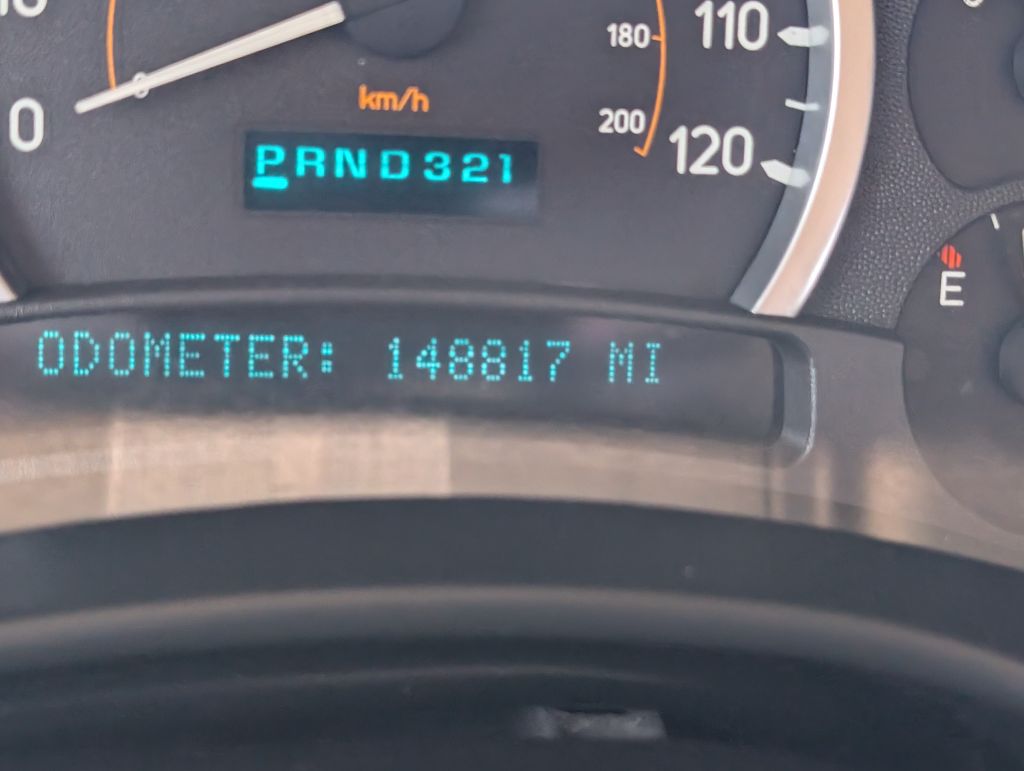 180 110
km/h
0 200 120
PRND321
E
ODOMETER: 148817 MI